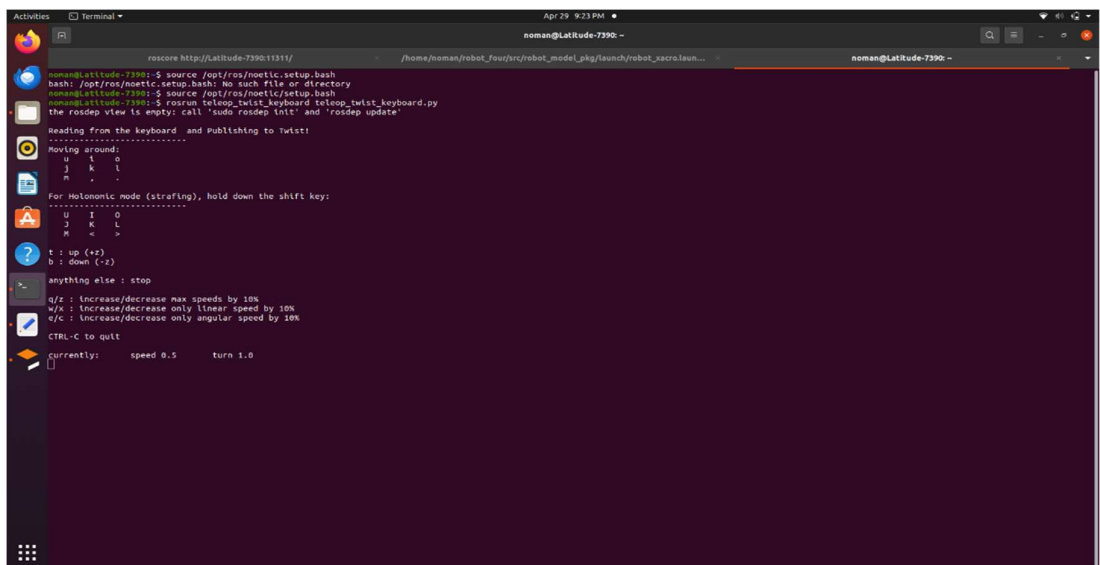 Activities Terminal Apr 29 9:23 PM
noman@Latitude-7390: ~
roscore http://Latitude-7390:11311/ /home/noman/robot_four/src/robot_model_pkg/launch/robot_xacro.laun... noman@Latitude-7390: ~
noman@Latitude-7390:~$ source /opt/ros/noetic.setup.bash
bash: /opt/ros/noetic.setup.bash: No such file or directory
noman@Latitude-7390:~$ source /opt/ros/noetic/setup.bash
noman@Latitude-7390:~$ rosrun teleop_twist_keyboard teleop_twist_keyboard.py
the rosdep view is empty: call 'sudo rosdep init' and 'rosdep update'
Reading from the keyboard  and Publishing to Twist!
---------------------------
Moving around:
u i o
j k l
m , .
For Holonomic mode (strafing), hold down the shift key:
---------------------------
U I O
J K L
M < >
t : up (+z)
b : down (-z)
anything else : stop
q/z : increase/decrease max speeds by 10%
w/x : increase/decrease only linear speed by 10%
e/c : increase/decrease only angular speed by 10%
CTRL-C to quit
currently: speed 0.5 turn 1.0